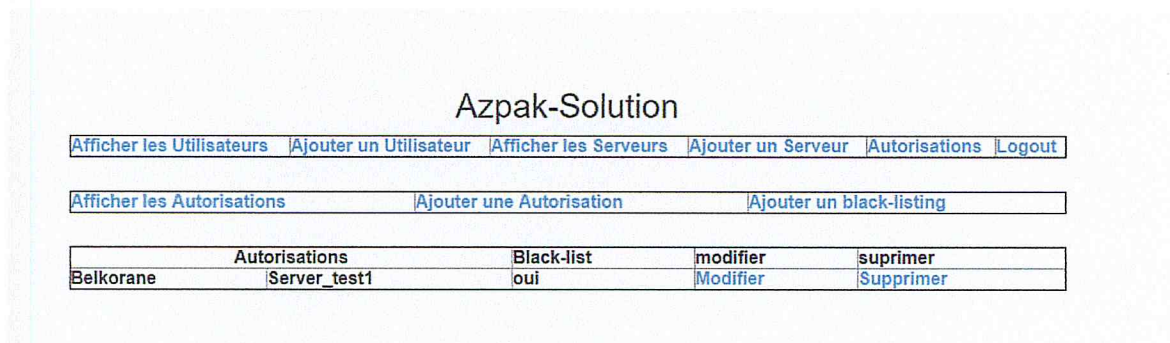 Azpak-Solution
Afficher les Utilisateurs Ajouter un Utilisateur Afficher les Serveurs Ajouter un Serveur Autorisations Logout
Afficher les Autorisations Ajouter une Autorisation Ajouter un black-listing
Autorisations Black-list modifier suprimer
Belkorane Server_test1 oui Modifier Supprimer